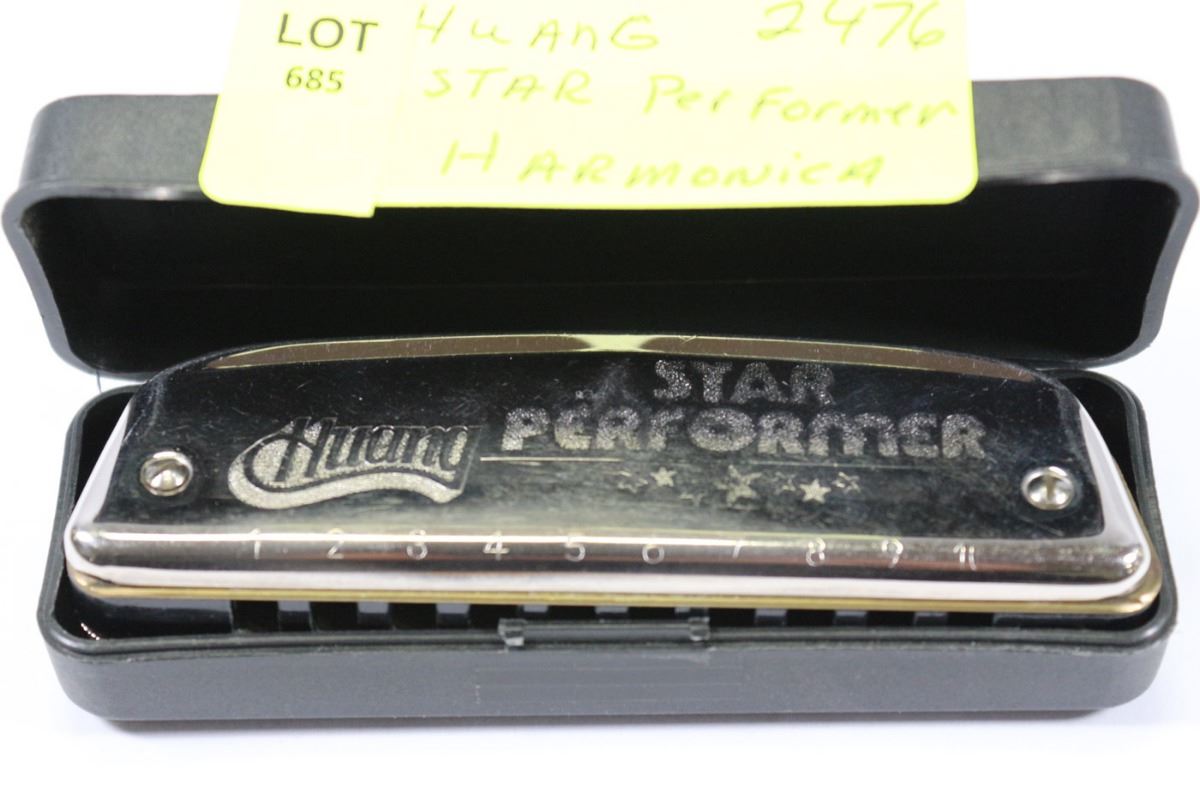 LOT
685
HuAnG 2476
STAR Performer
HARmonicA
STAR
PERFORMER
Huang
1 2 3 4 5 6 7 8 9 10